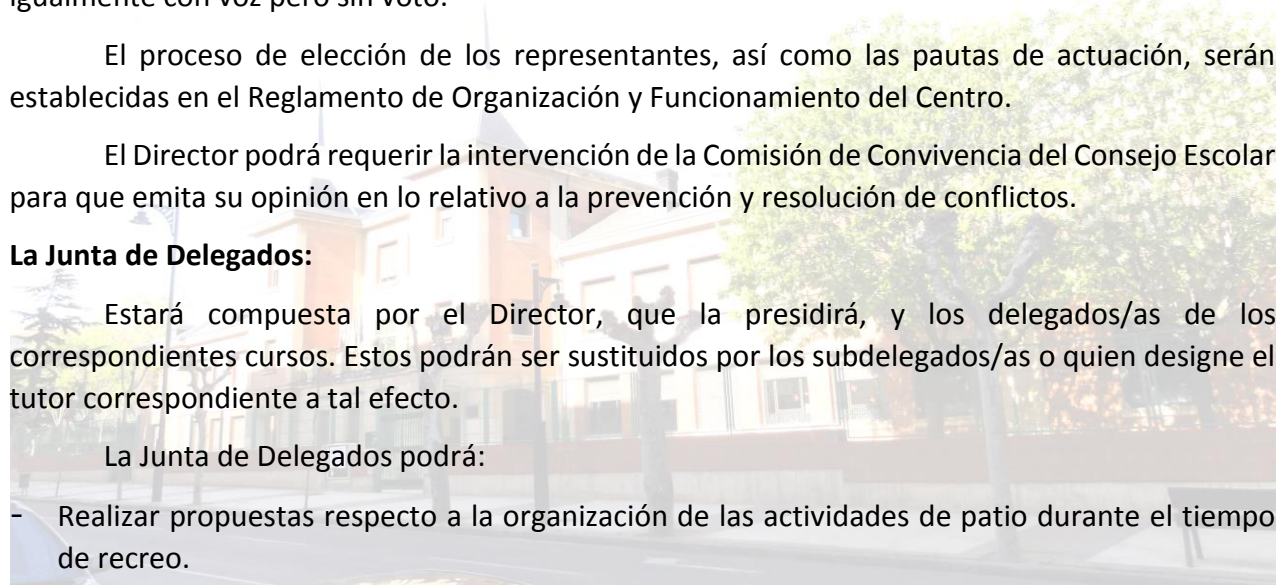 igualmente con voz pero sin voto.
El proceso de elección de los representantes, así como las pautas de actuación, serán
establecidas en el Reglamento de Organización y Funcionamiento del Centro.
El Director podrá requerir la intervención de la Comisión de Convivencia del Consejo Escolar
para que emita su opinión en lo relativo a la prevención y resolución de conflictos.
La Junta de Delegados:
Estará compuesta por el Director, que la presidirá, y los delegados/as de los
correspondientes cursos. Estos podrán ser sustituidos por los subdelegados/as o quien designe el
tutor correspondiente a tal efecto.
La Junta de Delegados podrá:
- Realizar propuestas respecto a la organización de las actividades de patio durante el tiempo
de recreo.